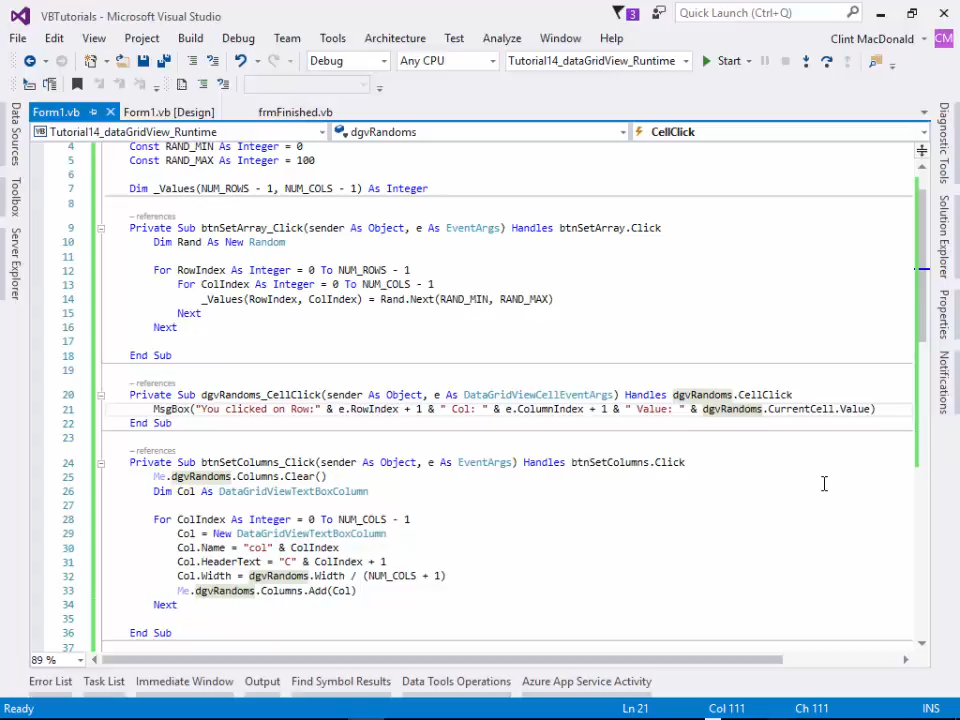 VBTutorials - Microsoft Visual Studio
3
Quick Launch (Ctrl+Q)
File Edit View Project Build Debug Team Tools Architecture Test Analyze Window Help
Clint MacDonald CM
Debug Any CPU Tutorial14_dataGridView_Runtime Start
Form1.vb Form1.vb [Design] frmFinished.vb
Tutorial14_dataGridView_Runtime dgvRandoms CellClick
Data Sources
Toolbox
Server Explorer
4 Const RAND_MIN As Integer = 0
5 Const RAND_MAX As Integer = 100
6
7 Dim _Values(NUM_ROWS - 1, NUM_COLS - 1) As Integer
8
– references
9 Private Sub btnSetArray_Click(sender As Object, e As EventArgs) Handles btnSetArray.Click
10 Dim Rand As New Random
11
12 For RowIndex As Integer = 0 To NUM_ROWS - 1
13 For ColIndex As Integer = 0 To NUM_COLS - 1
14 _Values(RowIndex, ColIndex) = Rand.Next(RAND_MIN, RAND_MAX)
15 Next
16 Next
17
18 End Sub
19
– references
20 Private Sub dgvRandoms_CellClick(sender As Object, e As DataGridViewCellEventArgs) Handles dgvRandoms.CellClick
21 MsgBox("You clicked on Row:" & e.RowIndex + 1 & " Col: " & e.ColumnIndex + 1 & " Value: " & dgvRandoms.CurrentCell.Value)
22 End Sub
23
– references
24 Private Sub btnSetColumns_Click(sender As Object, e As EventArgs) Handles btnSetColumns.Click
25 Me.dgvRandoms.Columns.Clear()
26 Dim Col As DataGridViewTextBoxColumn
27
28 For ColIndex As Integer = 0 To NUM_COLS - 1
29 Col = New DataGridViewTextBoxColumn
30 Col.Name = "col" & ColIndex
31 Col.HeaderText = "C" & ColIndex + 1
32 Col.Width = dgvRandoms.Width / (NUM_COLS + 1)
33 Me.dgvRandoms.Columns.Add(Col)
34 Next
35
36 End Sub
37
Diagnostic Tools
Solution Explorer
Properties
Notifications
89 %
Error List Task List Immediate Window Output Find Symbol Results Data Tools Operations Azure App Service Activity
Ready Ln 21 Col 111 Ch 111 INS